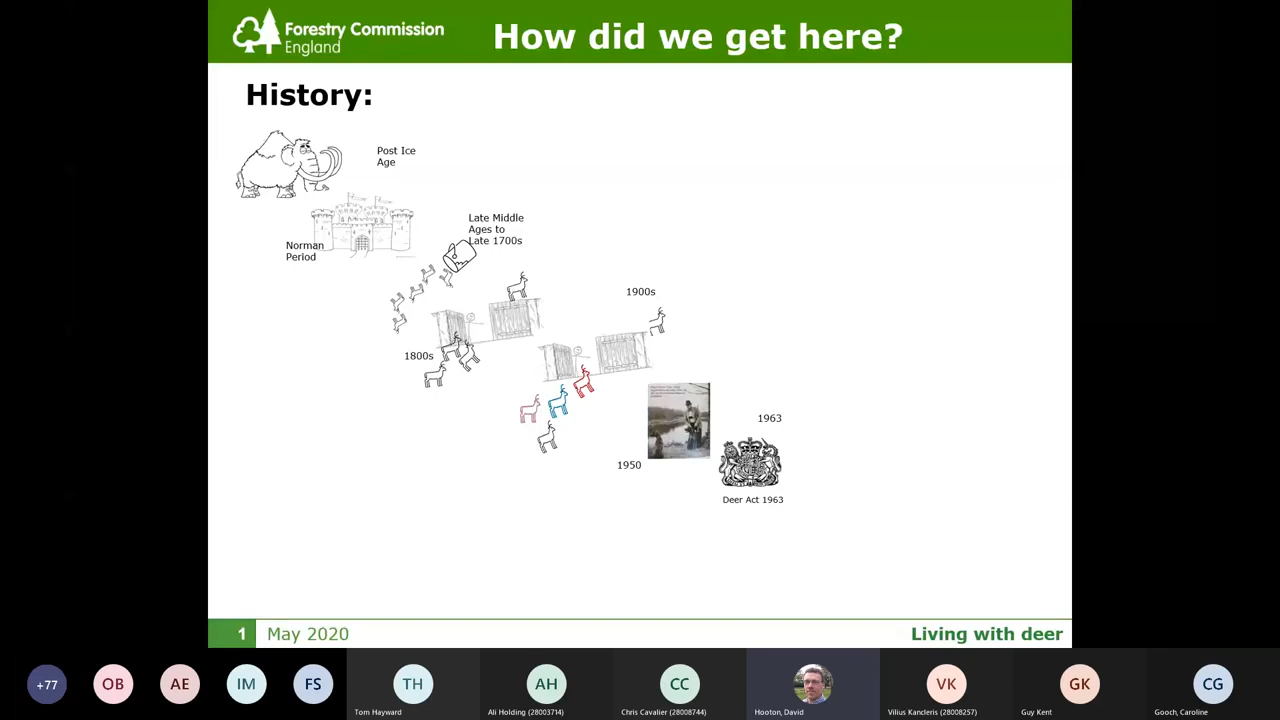 Forestry Commission
England
How did we get here?
History:
Post Ice
Age
Norman
Period
Late Middle
Ages to
Late 1700s
1800s
1900s
1950
1963
Deer Act 1963
1
May 2020
Living with deer
+77
OB
AE
IM
FS
TH
Tom Hayward
AH
Ali Holding (28003714)
CC
Chris Cavalier (28008744)
Hooton, David
VK
Vilius Kancleris (28008257)
GK
Guy Kent
CG
Gooch, Caroline